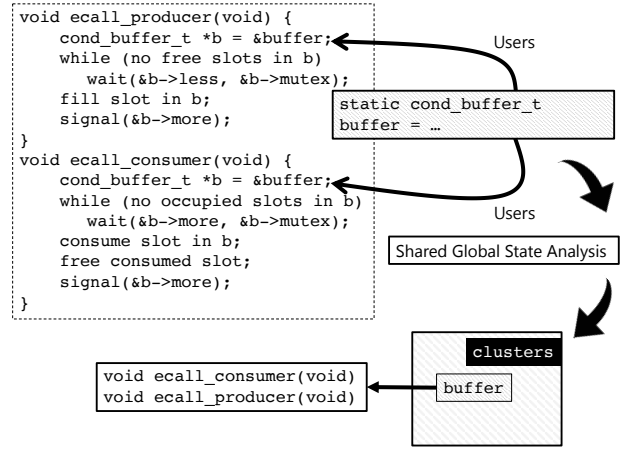 void ecall_producer(void) {
    cond_buffer_t *b = &buffer;
    while (no free slots in b)
        wait(&b->less, &b->mutex);
    fill slot in b;
    signal(&b->more);
}
void ecall_consumer(void) {
    cond_buffer_t *b = &buffer;
    while (no occupied slots in b)
        wait(&b->more, &b->mutex);
    consume slot in b;
    free consumed slot;
    signal(&b->more);
}
Users
static cond_buffer_t
buffer = …
Users
Shared Global State Analysis
clusters
buffer
void ecall_consumer(void)
void ecall_producer(void)